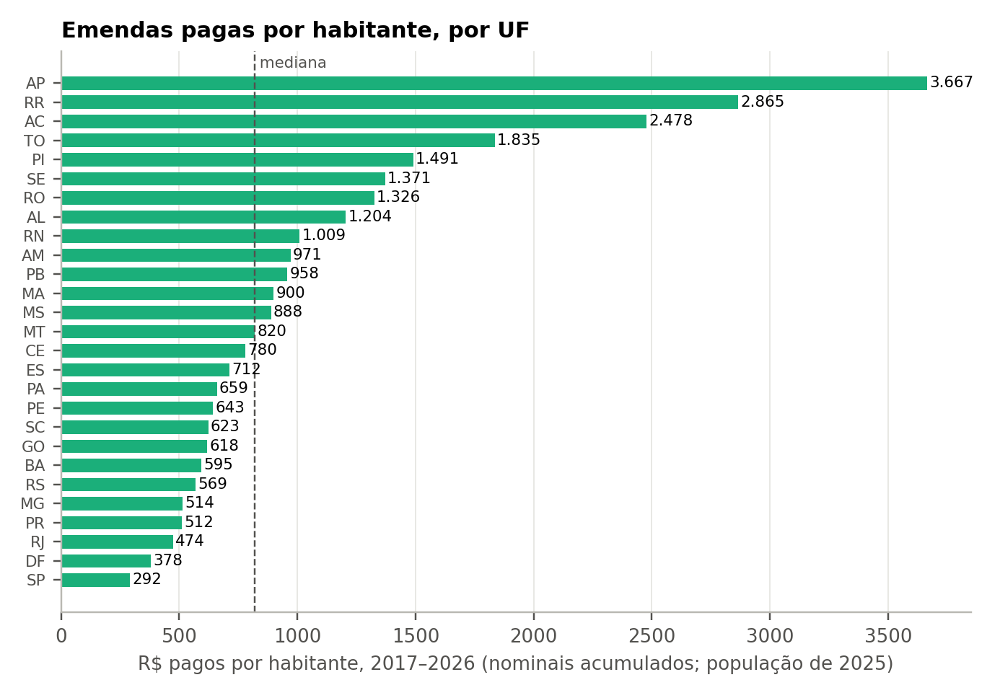 Emendas pagas por habitante, por UF
mediana
AP 3.667
RR 2.865
AC 2.478
TO 1.835
PI 1.491
SE 1.371
RO 1.326
AL 1.204
RN 1.009
AM 971
PB 958
MA 900
MS 888
MT 820
CE 780
ES 712
PA 659
PE 643
SC 623
GO 618
BA 595
RS 569
MG 514
PR 512
RJ 474
DF 378
SP 292
0 500 1000 1500 2000 2500 3000 3500
R$ pagos por habitante, 2017–2026 (nominais acumulados; população de 2025)